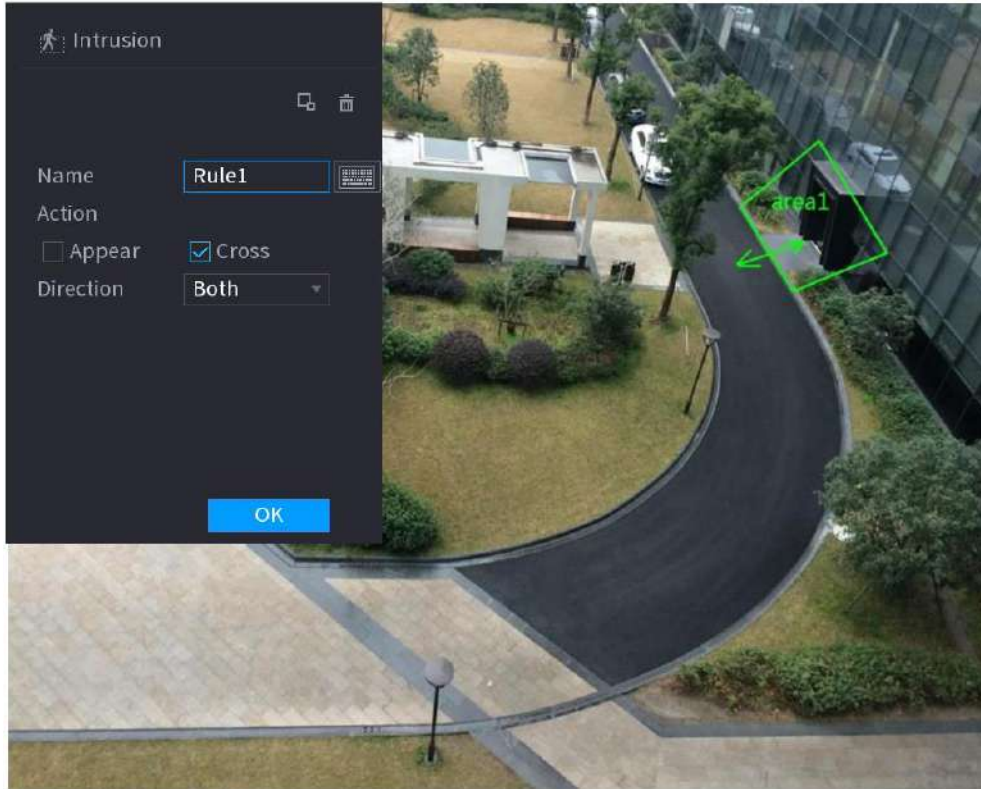 Intrusion
Name Rule1
Action
Appear Cross
Direction Both
OK
area1